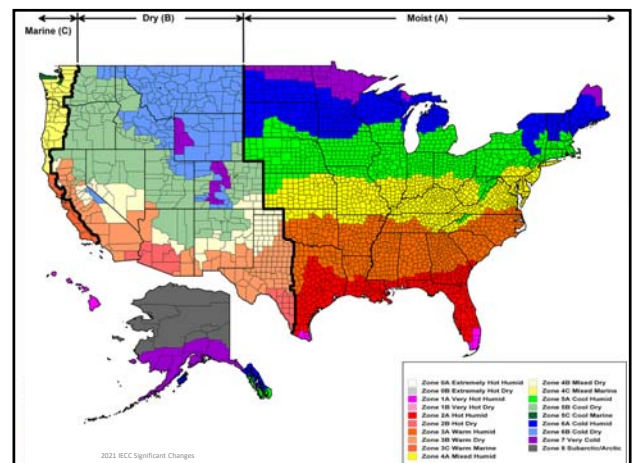 Dry (B)
Moist (A)
Marine (C)
Zone 0A Extremely Hot Humid
Zone 0B Extremely Hot Dry
Zone 1A Very Hot Humid
Zone 1B Very Hot Dry
Zone 2A Hot Humid
Zone 2B Hot Dry
Zone 3A Warm Humid
Zone 3B Warm Dry
Zone 3C Warm Marine
Zone 4A Mixed Humid
Zone 4B Mixed Dry
Zone 4C Mixed Marine
Zone 5A Cool Humid
Zone 5B Cool Dry
Zone 5C Cool Marine
Zone 6A Cold Humid
Zone 6B Cold Dry
Zone 7 Very Cold
Zone 8 Subarctic/Arctic
2021 IECC Significant Changes